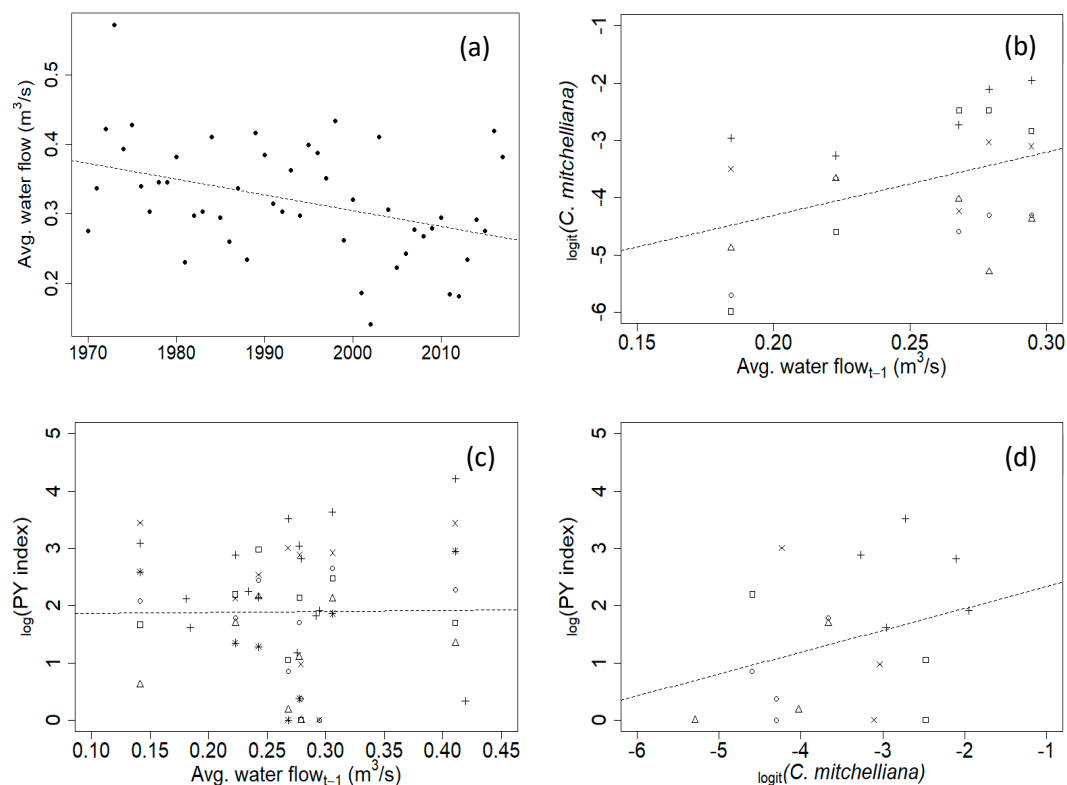 (a)
Avg. water flow (m³/s)
0.5
0.4
0.3
0.2
1970 1980 1990 2000 2010
(b)
logit(C. mitchelliana)
-1
-2
-3
-4
-5
-6
0.15 0.20 0.25 0.30
Avg. water flow t−1 (m³/s)
(c)
log(PY index)
5
4
3
2
1
0
0.10 0.15 0.20 0.25 0.30 0.35 0.40 0.45
Avg. water flow t−1 (m³/s)
(d)
log(PY index)
5
4
3
2
1
0
-6 -5 -4 -3 -2 -1
logit(C. mitchelliana)